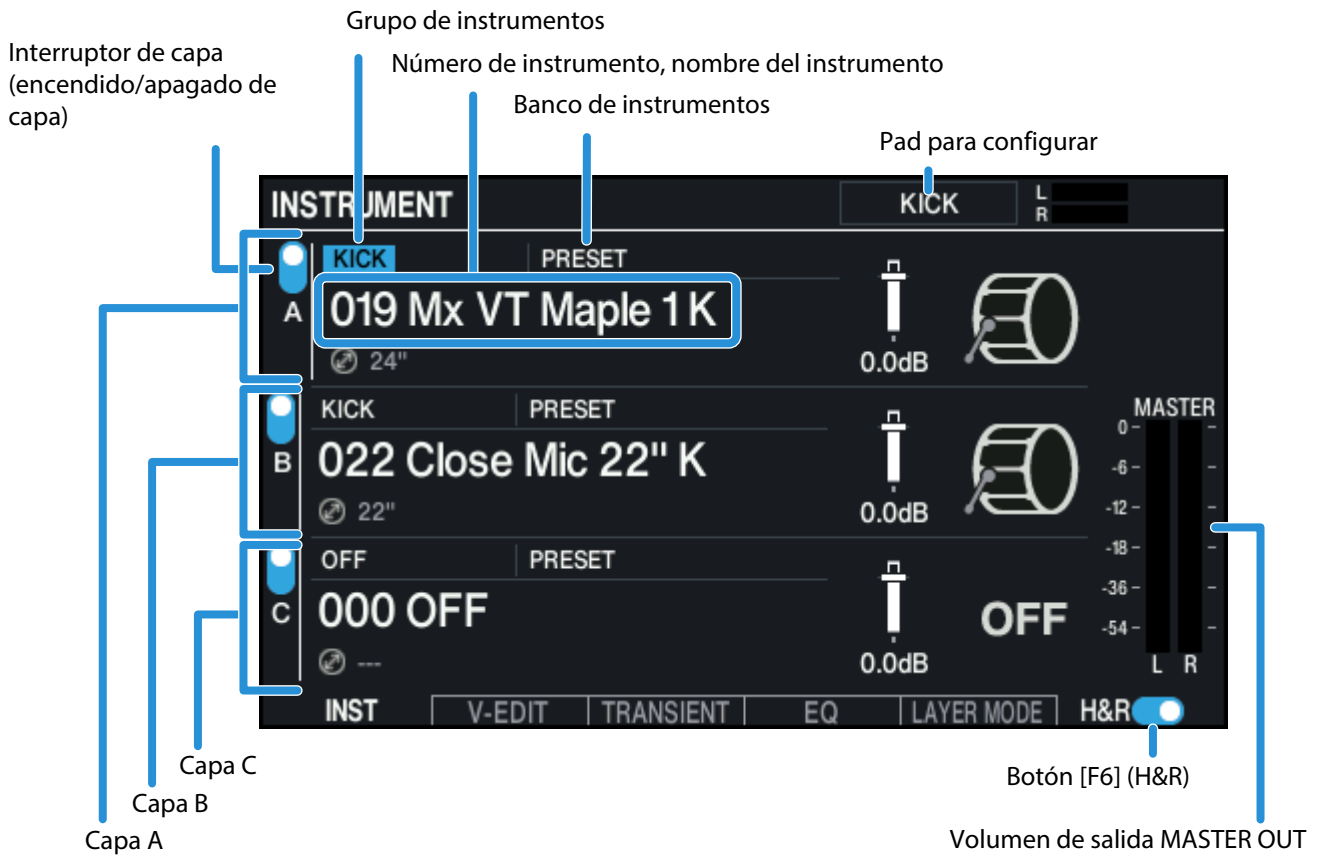 Grupo de instrumentos
Interruptor de capa
(encendido/apagado de
capa)
Número de instrumento, nombre del instrumento
Banco de instrumentos
Pad para configurar
INSTRUMENT
KICK
L
R
KICK
PRESET
A
019 Mx VT Maple 1 K
24"
0.0dB
KICK
PRESET
B
022 Close Mic 22" K
22"
0.0dB
OFF
PRESET
C
000 OFF
---
0.0dB
OFF
MASTER
0
-6
-12
-18
-36
-54
L R
INST V-EDIT TRANSIENT EQ LAYER MODE H&R
Capa C
Capa B
Capa A
Botón [F6] (H&R)
Volumen de salida MASTER OUT